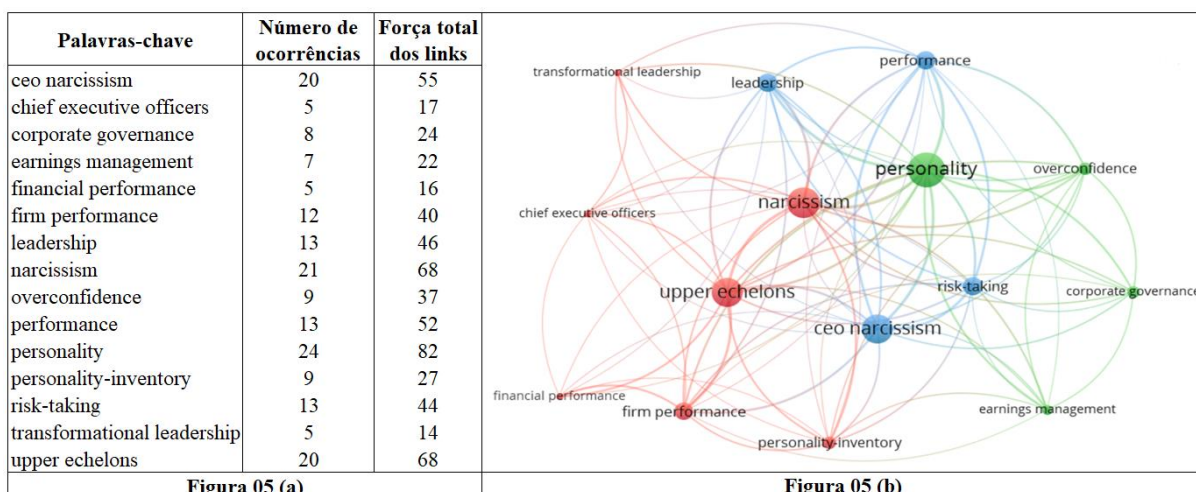 Palavras-chave Número de ocorrências Força total dos links
ceo narcissism 20 55
chief executive officers 5 17
corporate governance 8 24
earnings management 7 22
financial performance 5 16
firm performance 12 40
leadership 13 46
narcissism 21 68
overconfidence 9 37
performance 13 52
personality 24 82
personality-inventory 9 27
risk-taking 13 44
transformational leadership 5 14
upper echelons 20 68
Figura 05 (a)
performance
transformational leadership
leadership
personality
overconfidence
narcissism
chief executive officers
upper echelons
risk-taking
corporate governance
ceo narcissism
financial performance
firm performance
earnings management
personality-inventory
Figura 05 (b)